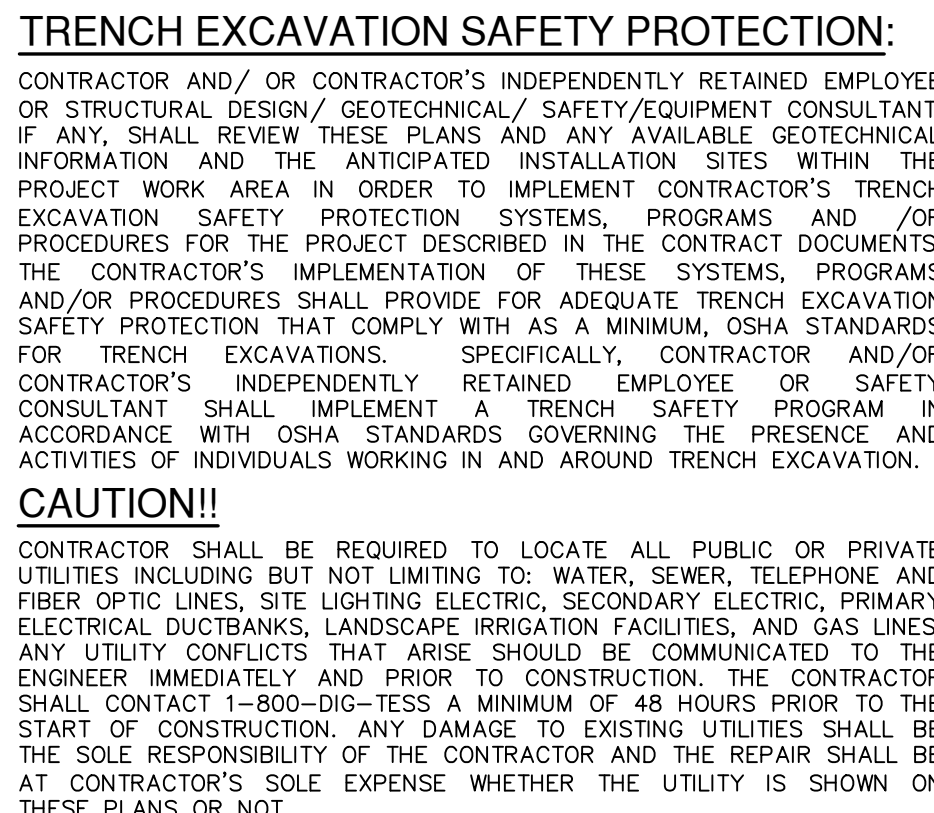 TRENCH EXCAVATION SAFETY PROTECTION:
CONTRACTOR AND/ OR CONTRACTOR'S INDEPENDENTLY RETAINED EMPLOYEE
OR STRUCTURAL DESIGN/ GEOTECHNICAL/ SAFETY/EQUIPMENT CONSULTANT
IF ANY, SHALL REVIEW THESE PLANS AND ANY AVAILABLE GEOTECHNICAL
INFORMATION AND THE ANTICIPATED INSTALLATION SITES WITHIN THE
PROJECT WORK AREA IN ORDER TO IMPLEMENT CONTRACTOR'S TRENCH
EXCAVATION SAFETY PROTECTION SYSTEMS, PROGRAMS AND /OR
PROCEDURES FOR THE PROJECT DESCRIBED IN THE CONTRACT DOCUMENTS
THE CONTRACTOR'S IMPLEMENTATION OF THESE SYSTEMS, PROGRAMS
AND/OR PROCEDURES SHALL PROVIDE FOR ADEQUATE TRENCH EXCAVATION
SAFETY PROTECTION THAT COMPLY WITH AS A MINIMUM, OSHA STANDARDS
FOR TRENCH EXCAVATIONS. SPECIFICALLY, CONTRACTOR AND/OR
CONTRACTOR'S INDEPENDENTLY RETAINED EMPLOYEE OR SAFETY
CONSULTANT SHALL IMPLEMENT A TRENCH SAFETY PROGRAM IN
ACCORDANCE WITH OSHA STANDARDS GOVERNING THE PRESENCE AND
ACTIVITIES OF INDIVIDUALS WORKING IN AND AROUND TRENCH EXCAVATION.
CAUTION!!
CONTRACTOR SHALL BE REQUIRED TO LOCATE ALL PUBLIC OR PRIVATE
UTILITIES INCLUDING BUT NOT LIMITING TO: WATER, SEWER, TELEPHONE AND
FIBER OPTIC LINES, SITE LIGHTING ELECTRIC, SECONDARY ELECTRIC, PRIMARY
ELECTRICAL DUCTBANKS, LANDSCAPE IRRIGATION FACILITIES, AND GAS LINES
ANY UTILITY CONFLICTS THAT ARISE SHOULD BE COMMUNICATED TO THE
ENGINEER IMMEDIATELY AND PRIOR TO CONSTRUCTION. THE CONTRACTOR
SHALL CONTACT 1-800-DIG-TESS A MINIMUM OF 48 HOURS PRIOR TO THE
START OF CONSTRUCTION. ANY DAMAGE TO EXISTING UTILITIES SHALL BE
THE SOLE RESPONSIBILITY OF THE CONTRACTOR AND THE REPAIR SHALL BE
AT CONTRACTOR'S SOLE EXPENSE WHETHER THE UTILITY IS SHOWN ON
THESE PLANS OR NOT